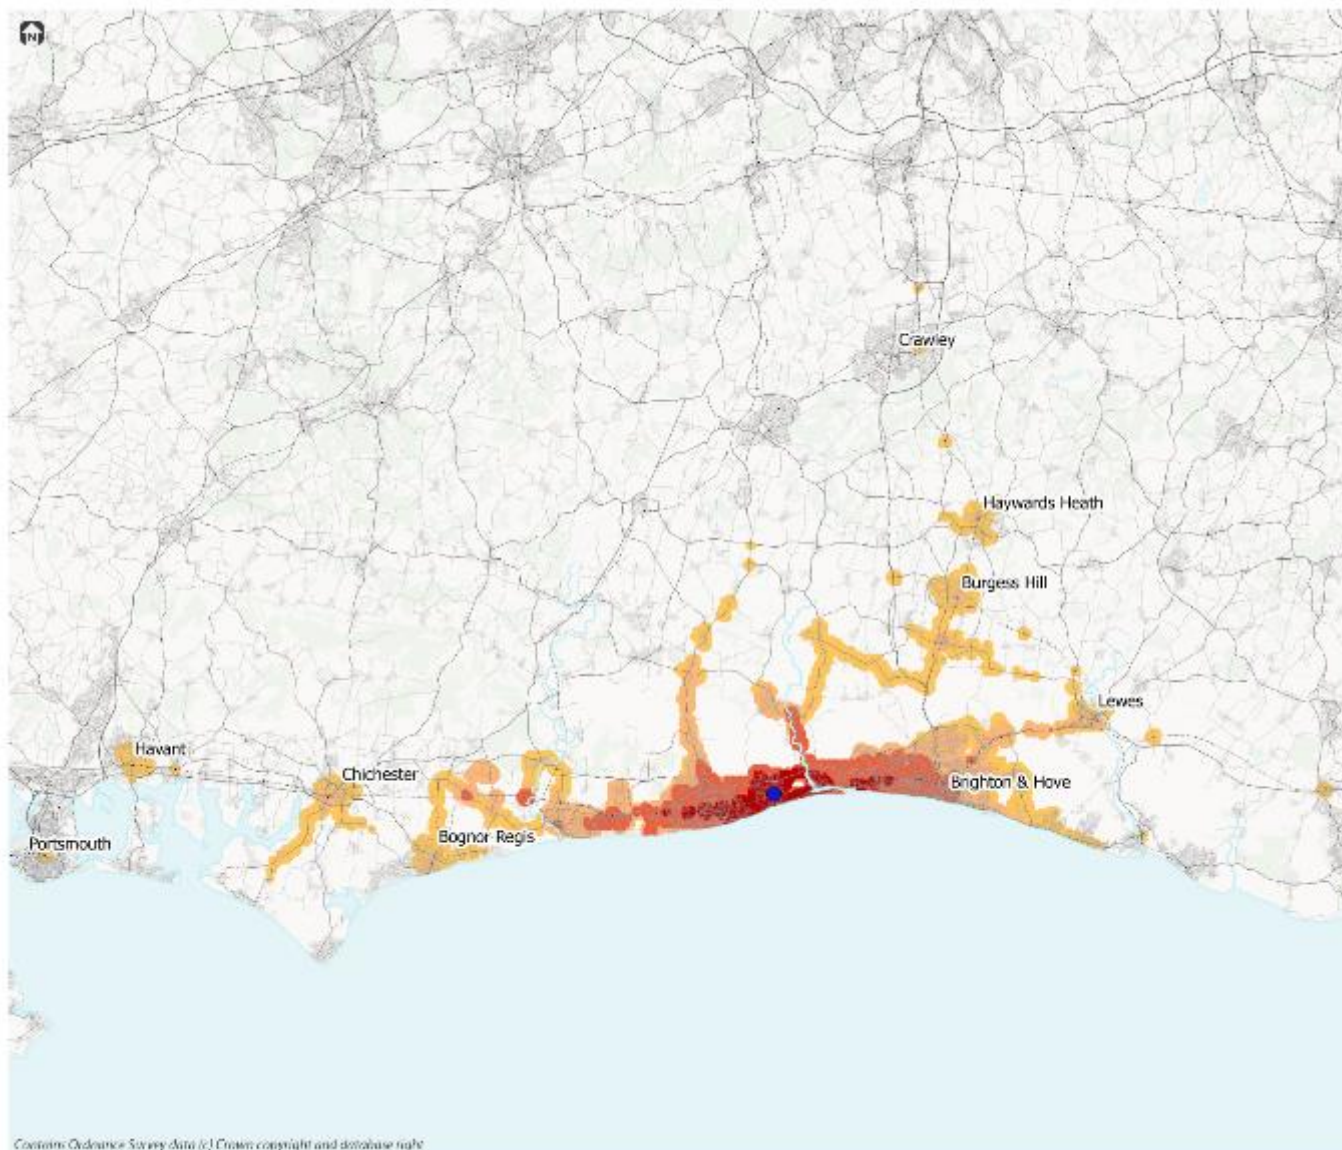 N
Crawley
Haywards Heath
Burgess Hill
Lewes
Havant
Chichester
Brighton & Hove
Bognor Regis
Portsmouth
Contains Ordnance Survey data (c) Crown copyright and database right